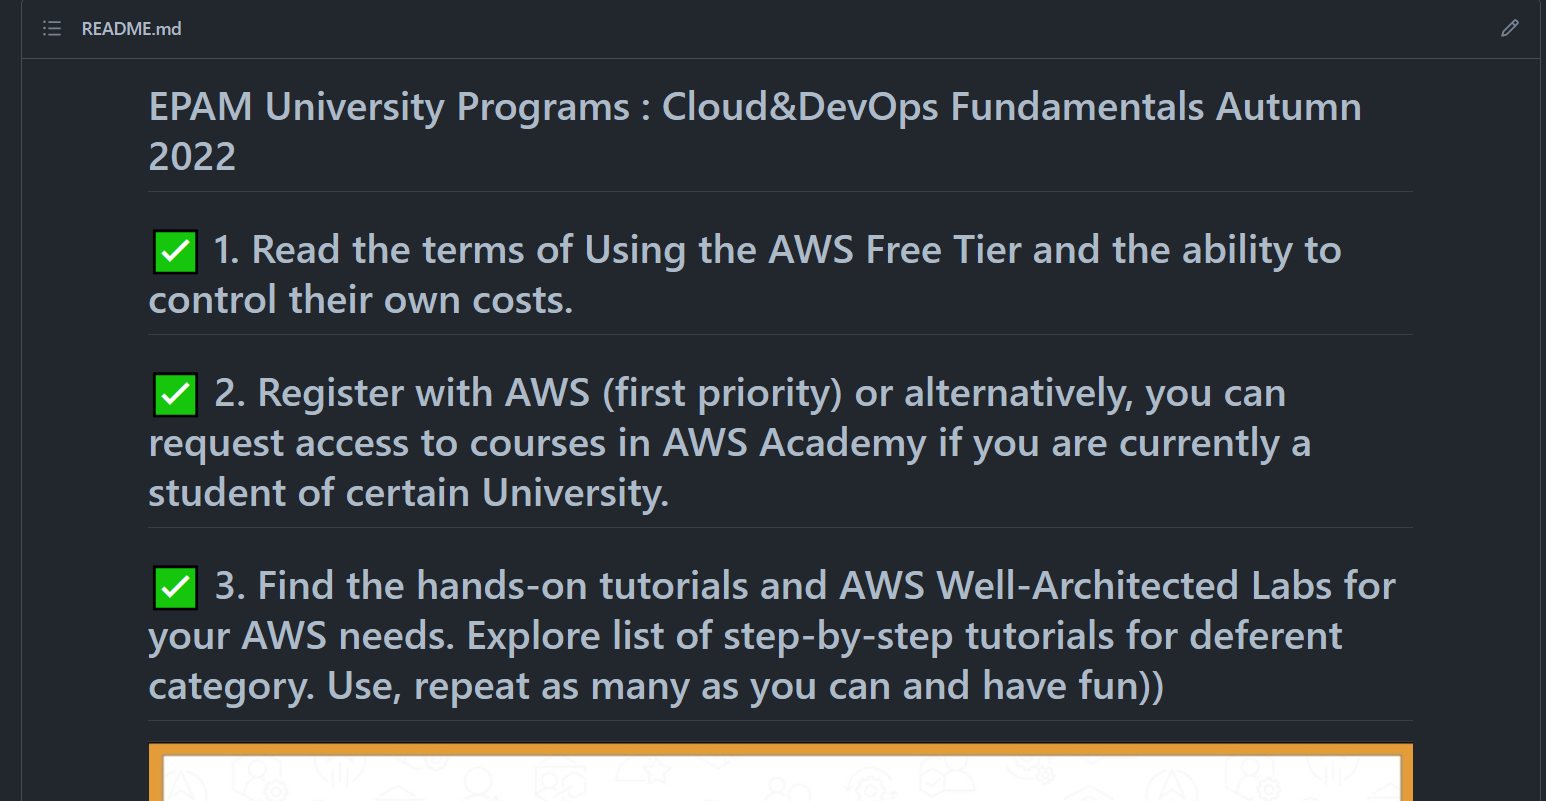 README.md
EPAM University Programs : Cloud&DevOps Fundamentals Autumn
2022
✅ 1. Read the terms of Using the AWS Free Tier and the ability to
control their own costs.
✅ 2. Register with AWS (first priority) or alternatively, you can
request access to courses in AWS Academy if you are currently a
student of certain University.
✅ 3. Find the hands-on tutorials and AWS Well-Architected Labs for
your AWS needs. Explore list of step-by-step tutorials for deferent
category. Use, repeat as many as you can and have fun))